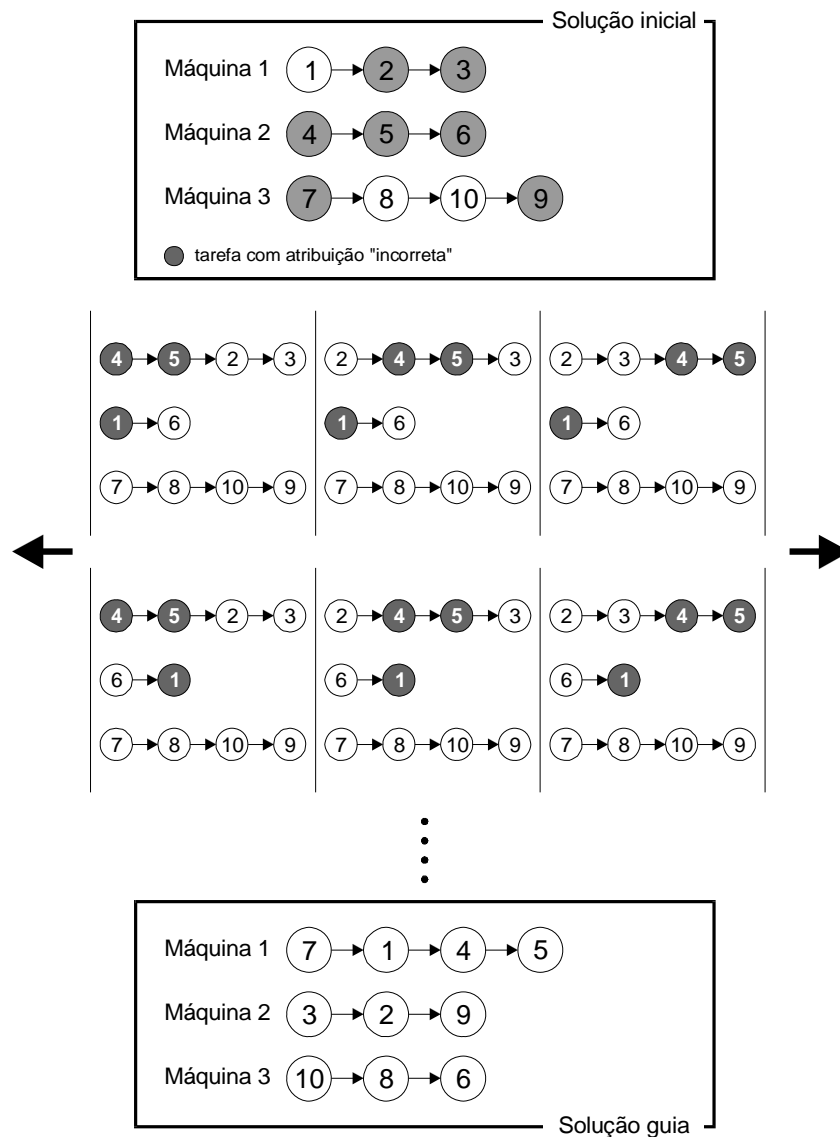 Solução inicial
Máquina 1 1 2 3
Máquina 2 4 5 6
Máquina 3 7 8 10 9
tarefa com atribuição "incorreta"
4 5 2 3 2 4 5 3 2 3 4 5
1 6 1 6 1 6
7 8 10 9 7 8 10 9 7 8 10 9
4 5 2 3 2 4 5 3 2 3 4 5
6 1 6 1 6 1
7 8 10 9 7 8 10 9 7 8 10 9
Máquina 1 7 1 4 5
Máquina 2 3 2 9
Máquina 3 10 8 6
Solução guia